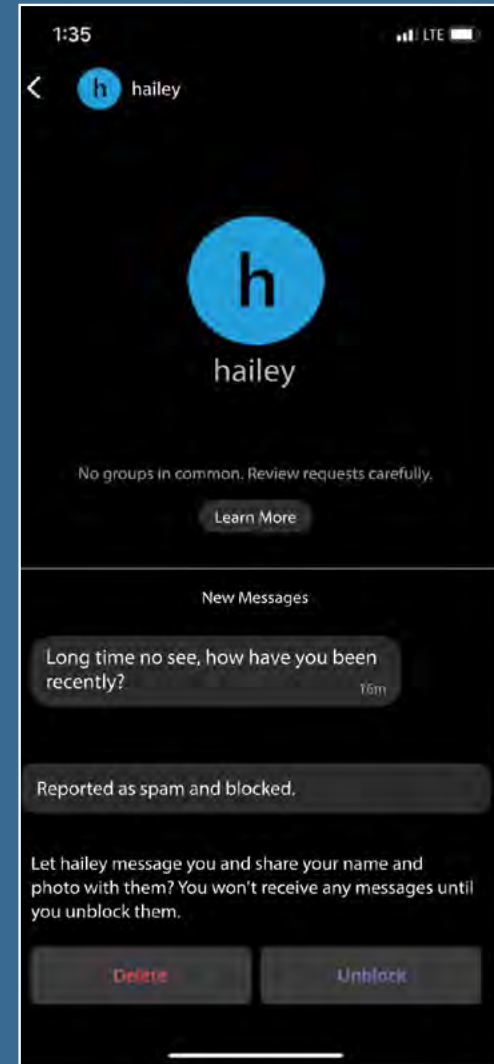 1:35 LTE
h hailey
h
hailey
No groups in common. Review requests carefully.
Learn More
New Messages
Long time no see, how have you been
recently?
16m
Reported as spam and blocked.
Let hailey message you and share your name and
photo with them? You won't receive any messages until
you unblock them.
Delete Unblock